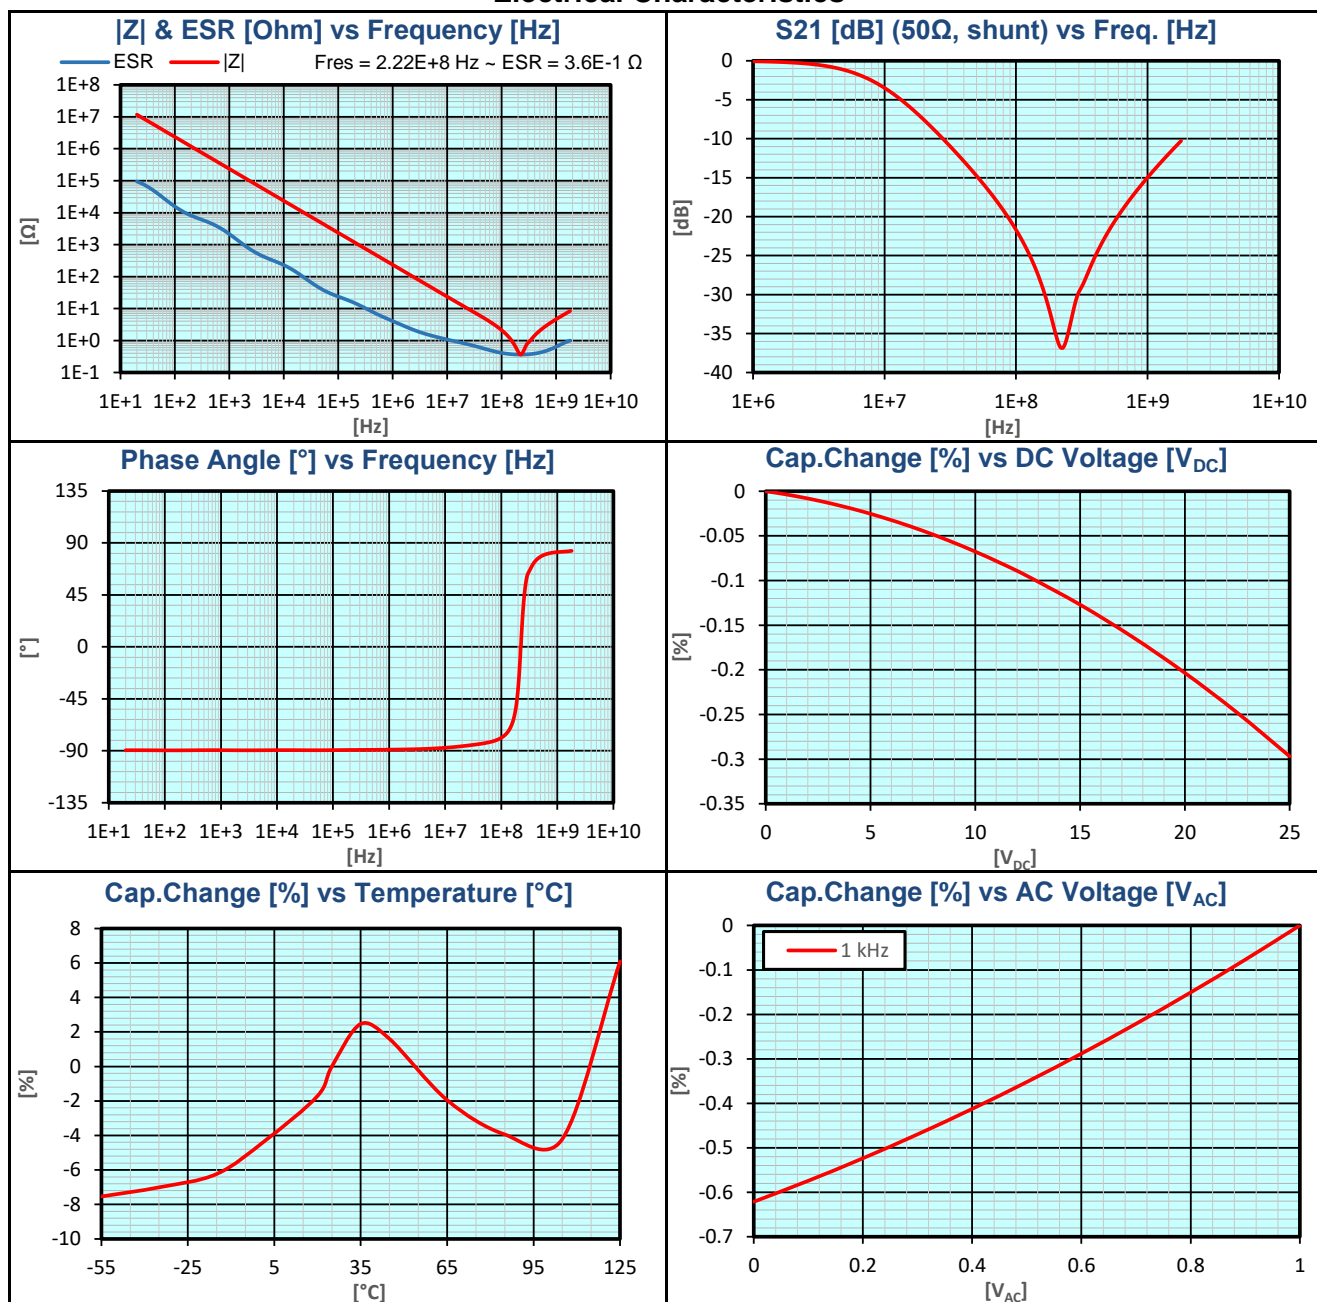 Electrical Characteristics
|Z| & ESR [Ohm] vs Frequency [Hz]
ESR |Z| Fres = 2.22E+8 Hz ~ ESR = 3.6E-1 Ω
1E+8
1E+7
1E+6
1E+5
1E+4
1E+3
1E+2
1E+1
1E+0
1E-1
[Ω]
1E+1 1E+2 1E+3 1E+4 1E+5 1E+6 1E+7 1E+8 1E+9 1E+10
[Hz]
S21 [dB] (50Ω, shunt) vs Freq. [Hz]
0
-5
-10
-15
-20
-25
-30
-35
-40
[dB]
1E+6 1E+7 1E+8 1E+9 1E+10
[Hz]
Phase Angle [°] vs Frequency [Hz]
135
90
45
0
-45
-90
-135
[°]
1E+1 1E+2 1E+3 1E+4 1E+5 1E+6 1E+7 1E+8 1E+9 1E+10
[Hz]
Cap.Change [%] vs DC Voltage [VDC]
0
-0.05
-0.1
-0.15
-0.2
-0.25
-0.3
-0.35
[%]
0 5 10 15 20 25
[VDC]
Cap.Change [%] vs Temperature [°C]
8
6
4
2
0
-2
-4
-6
-8
-10
[%]
-55 -25 5 35 65 95 125
[°C]
Cap.Change [%] vs AC Voltage [VAC]
1 kHz
0
-0.1
-0.2
-0.3
-0.4
-0.5
-0.6
-0.7
[%]
0 0.2 0.4 0.6 0.8 1
[VAC]